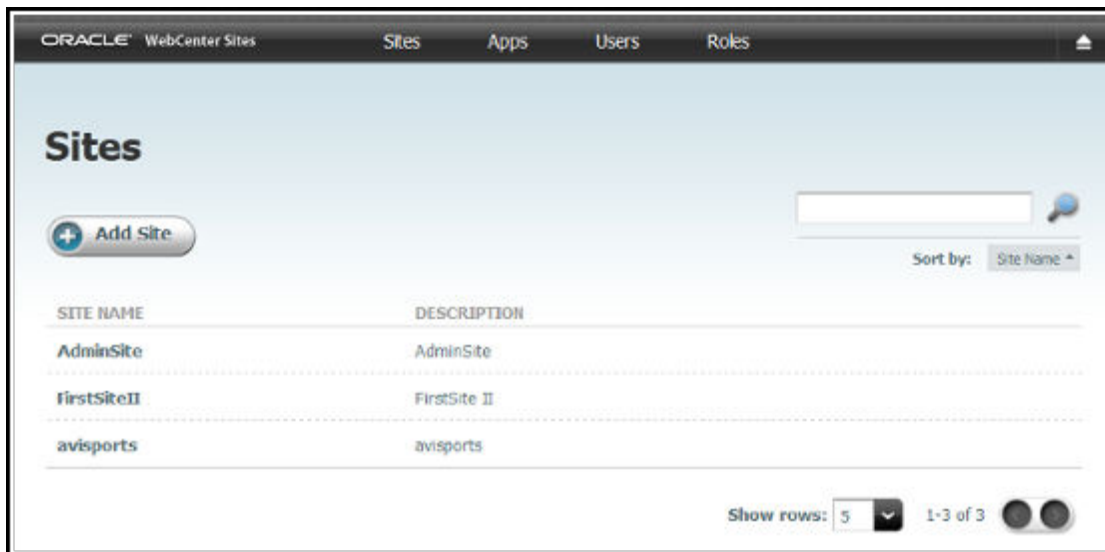 ORACLE WebCenter Sites Sites Apps Users Roles
Sites
Add Site
Sort by: Site Name
SITE NAME DESCRIPTION
AdminSite AdminSite
FirstSiteII FirstSite II
avisports avisports
Show rows: 5 1-3 of 3